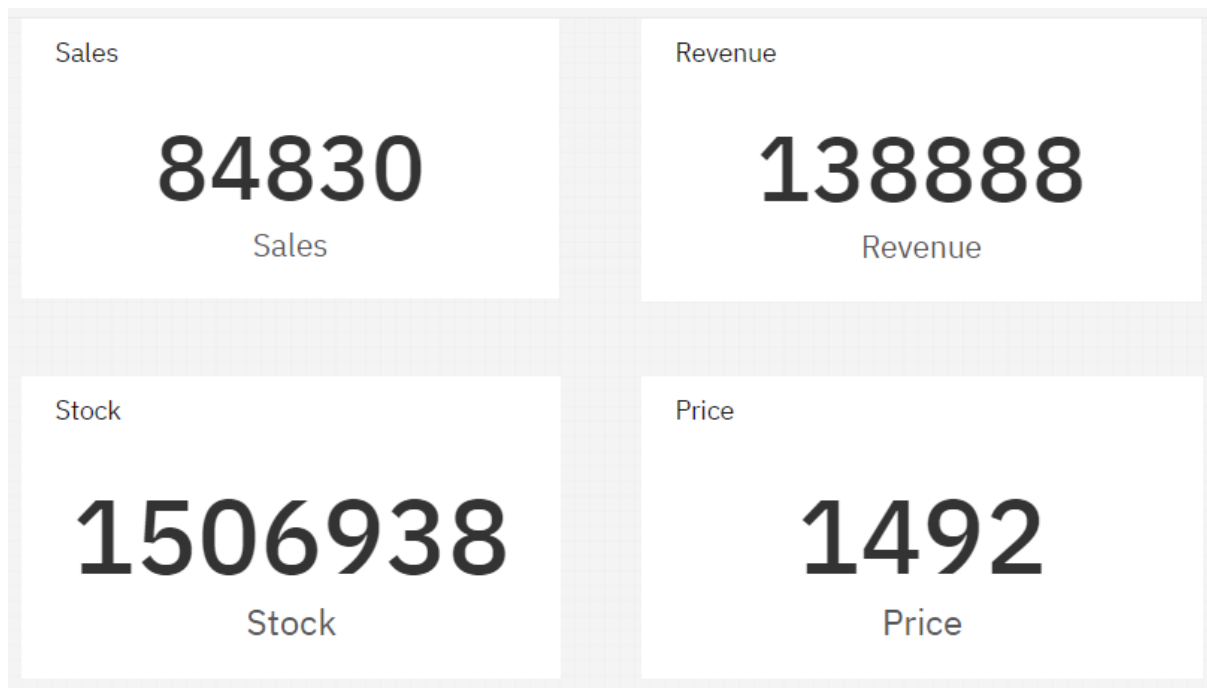 Sales
84830
Sales
Revenue
138888
Revenue
Stock
1506938
Stock
Price
1492
Price